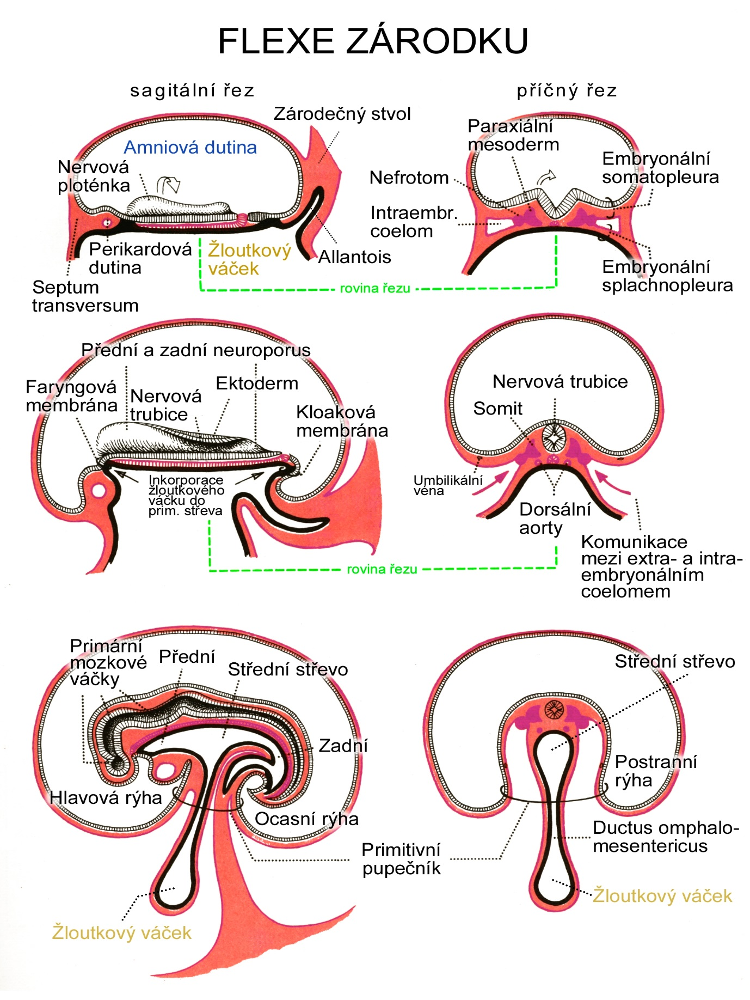 FLEXE ZÁRODKU
sagitální řez
příčný řez
Zárodečný stvol
Amniová dutina
Nervová
ploténka
Perikardová
dutina
Žloutkový
váček
Allantois
Septum
transversum
Paraxiální
mesoderm
Nefrotom
Embryonální
somatopleura
Intraembr.
coelom
Embryonální
splachnopleura
rovina řezu
Přední a zadní neuroporus
Faryngová
membrána
Nervová
trubice
Ektoderm
Kloaková
membrána
Inkorporace
žloutkového
váčku do
prim. střeva
Nervová trubice
Somit
Umbilikální
véna
Dorsální
aorty
Komunikace
mezi extra- a intra-
embryonálním
coelomem
rovina řezu
Primární
mozkové
váčky
Přední
Střední střevo
Zadní
Hlavová rýha
Ocasní rýha
Primitivní
pupečník
Žloutkový váček
Střední střevo
Postranní
rýha
Ductus omphalo-
mesentericus
Žloutkový váček